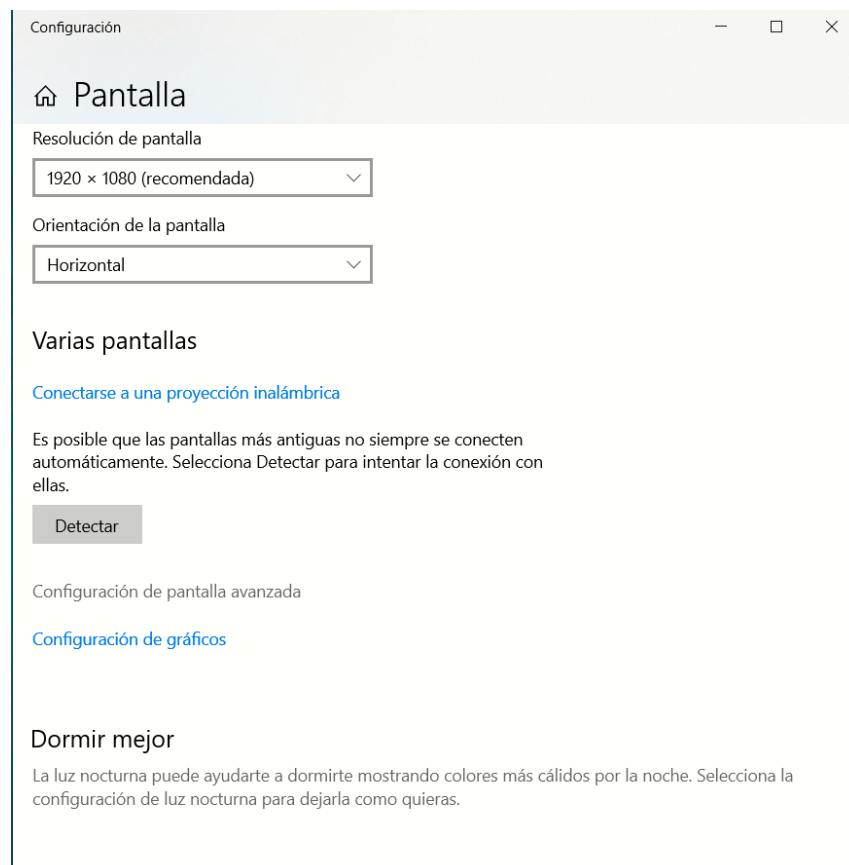 Configuración
Pantalla
Resolución de pantalla
1920 × 1080 (recomendada)
Orientación de la pantalla
Horizontal
Varias pantallas
Conectarse a una proyección inalámbrica
Es posible que las pantallas más antiguas no siempre se conecten
automáticamente. Selecciona Detectar para intentar la conexión con
ellas.
Detectar
Configuración de pantalla avanzada
Configuración de gráficos
Dormir mejor
La luz nocturna puede ayudarte a dormirte mostrando colores más cálidos por la noche. Selecciona la
configuración de luz nocturna para dejarla como quieras.